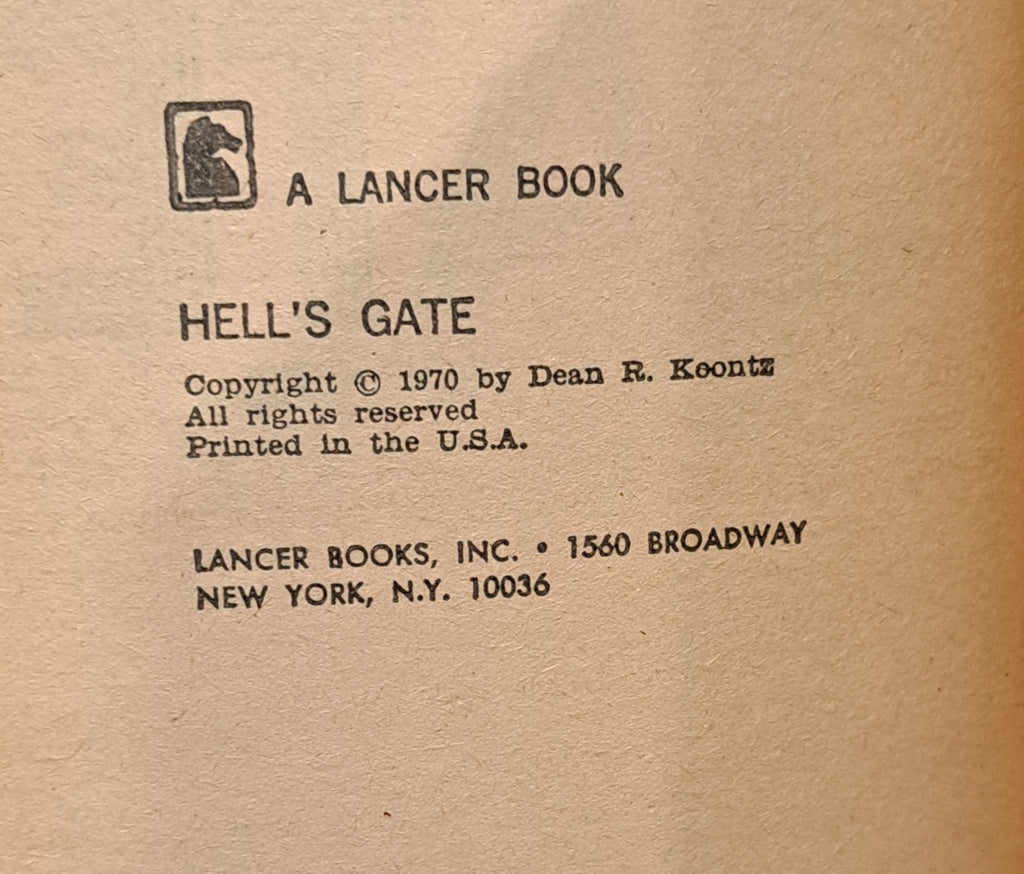 A LANCER BOOK
HELL'S GATE
Copyright © 1970 by Dean R. Koontz
All rights reserved
Printed in the U.S.A.
LANCER BOOKS, INC. • 1560 BROADWAY
NEW YORK, N.Y. 10036